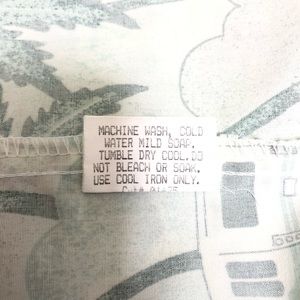 MACHINE WASH, COLD
WATER MILD SOAP,
TUMBLE DRY COOL.DO
NOT BLEACH OR SOAK.
USE COOL IRON ONLY.